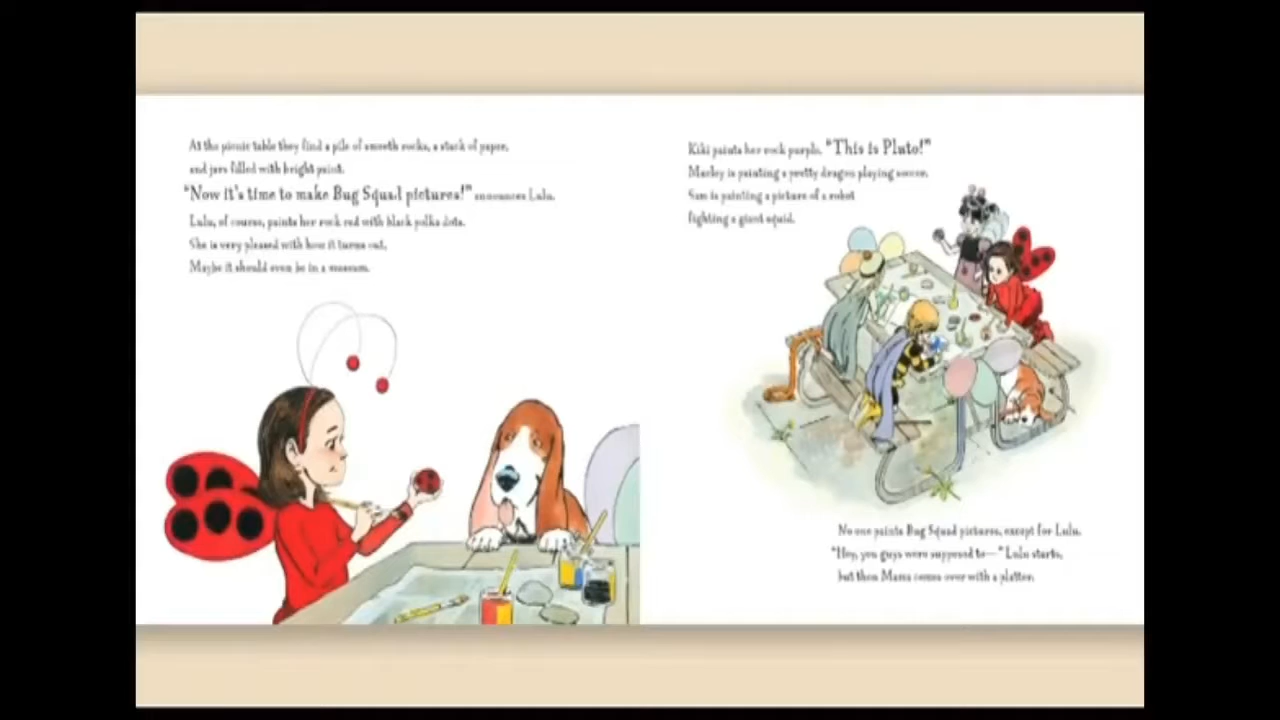 At the picnic table they find a pile of smooth rocks, a stack of paper,
and jars filled with bright paint.
"Now it's time to make Bug Squad pictures!" announces Lulu.
Lulu, of course, paints her rock red with black polka dots.
She is very pleased with how it turns out.
Maybe it should even be in a museum.
Kiki paints her rock purple. "This is Pluto!"
Marley is painting a pretty dragon playing soccer.
Sam is painting a picture of a robot
fighting a giant squid.
No one paints Bug Squad pictures, except for Lulu.
"Hey, you guys were supposed to—" Lulu starts,
but then Mama comes over with a platter.